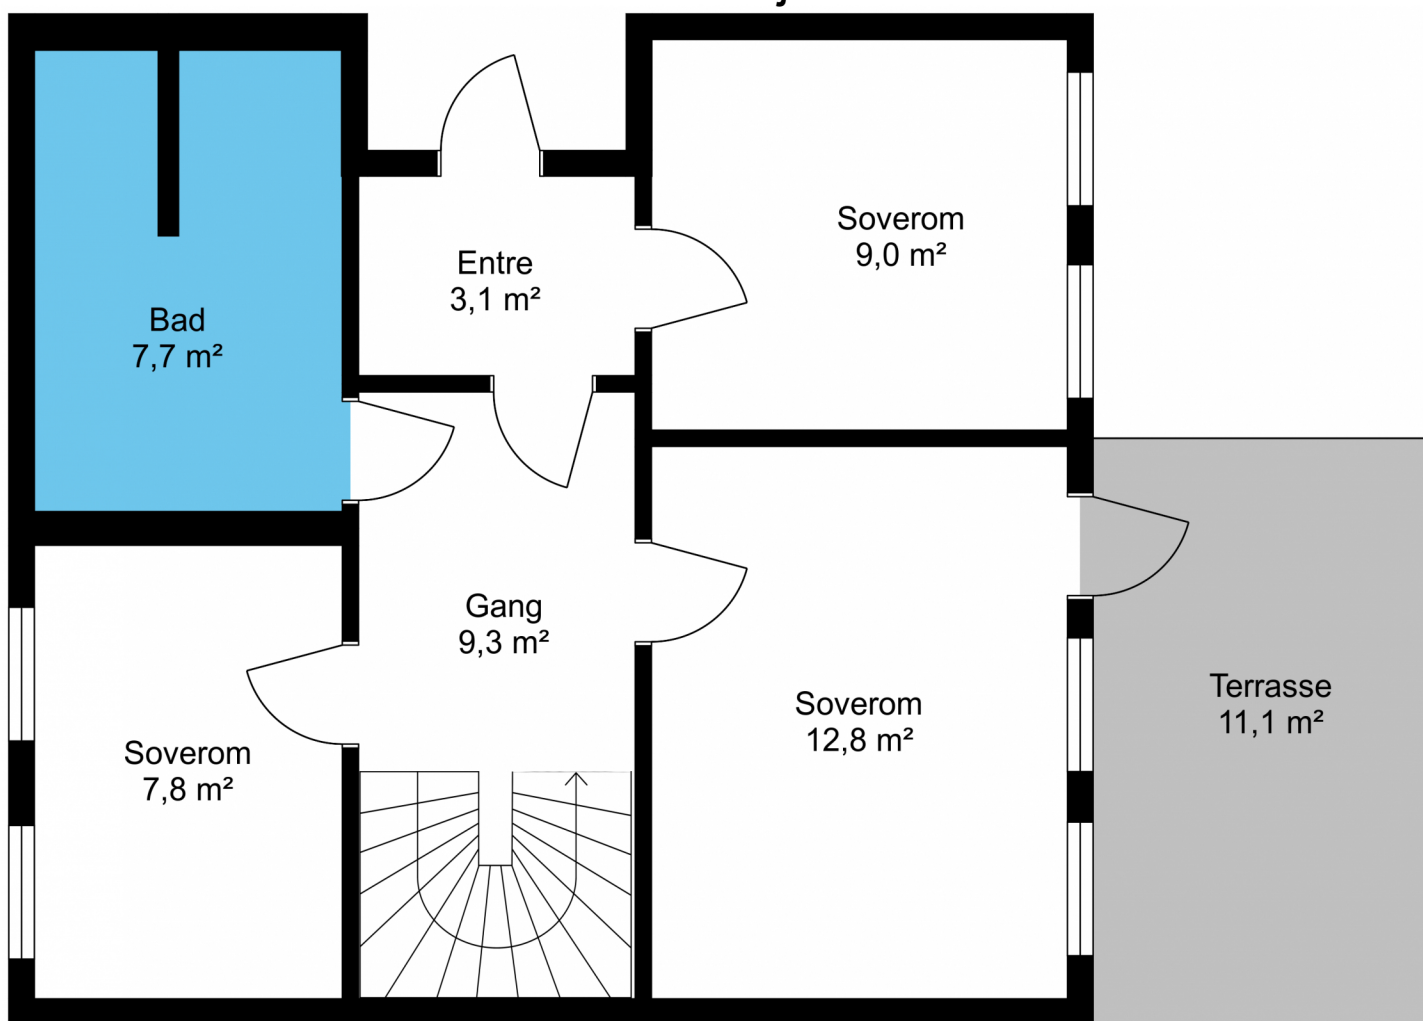 Soverom
9,0 m²
Entre
3,1 m²
Bad
7,7 m²
Gang
9,3 m²
Soverom
12,8 m²
Terrasse
11,1 m²
Soverom
7,8 m²